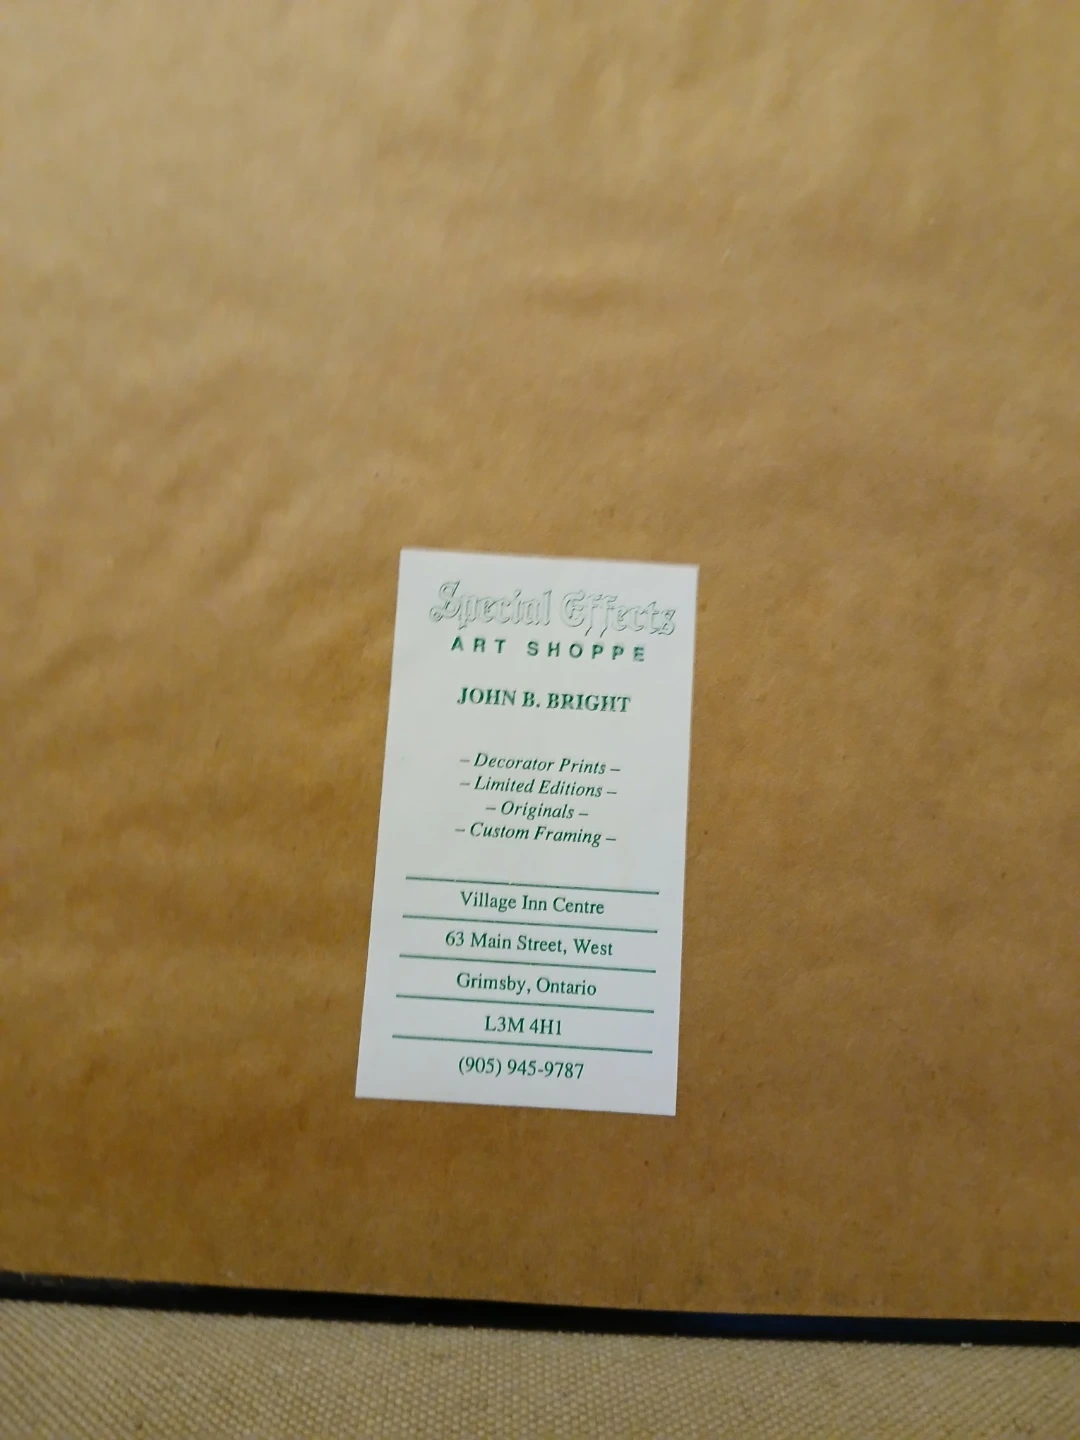 Special Effects
ART SHOPPE
JOHN B. BRIGHT
– Decorator Prints –
– Limited Editions –
– Originals –
– Custom Framing –
Village Inn Centre
63 Main Street, West
Grimsby, Ontario
L3M 4H1
(905) 945-9787